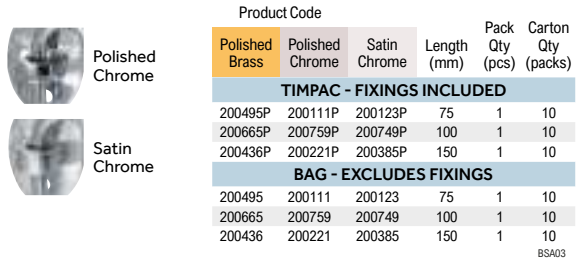 Polished
Chrome
Satin
Chrome
Product Code
Polished Brass Polished Chrome Satin Chrome Length (mm) Pack Qty (pcs) Carton Qty (packs)
TIMPAC - FIXINGS INCLUDED
200495P 200111P 200123P 75 1 10
200665P 200759P 200749P 100 1 10
200436P 200221P 200385P 150 1 10
BAG - EXCLUDES FIXINGS
200495 200111 200123 75 1 10
200665 200759 200749 100 1 10
200436 200221 200385 150 1 10
BSA03